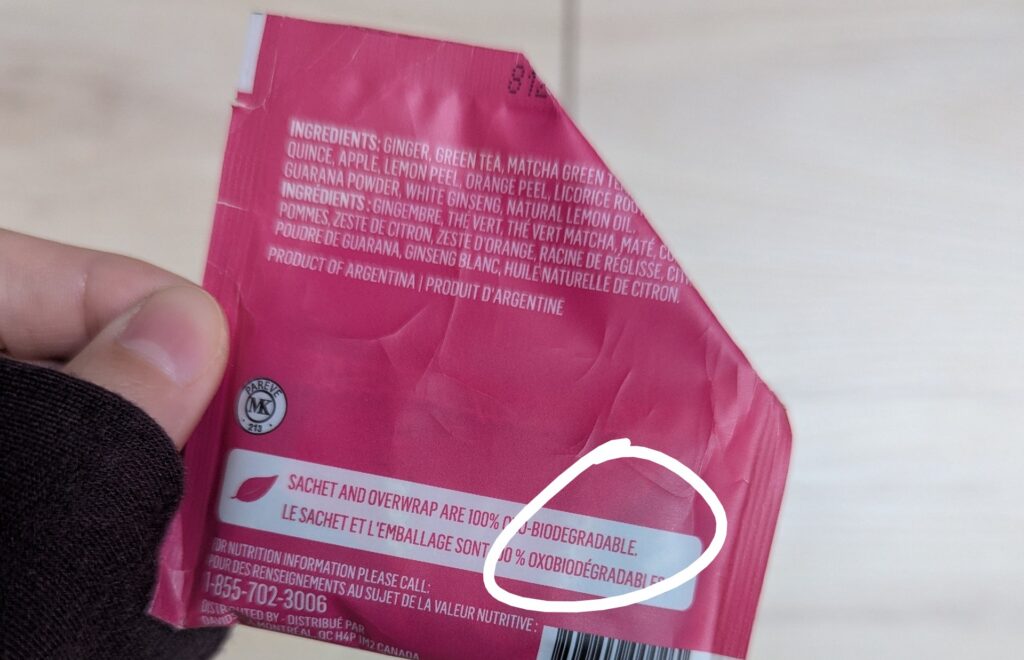 INGREDIENTS: GINGER, GREEN TEA, MATCHA GREEN
QUINCE, APPLE, LEMON PEEL, ORANGE PEEL, LICORICE
GUARANA POWDER, WHITE GINSENG, NATURAL LEMON OIL.
INGRÉDIENTS : GINGEMBRE, THÉ VERT, THÉ VERT MATCHA, MATÉ,
POMMES, ZESTE DE CITRON, ZESTE D'ORANGE, RACINE DE RÉGLISSE,
POUDRE DE GUARANA, GINSENG BLANC, HUILE NATURELLE DE CITRON.
PRODUCT OF ARGENTINA | PRODUIT D'ARGENTINE
PAREVE
MK
213
SACHET AND OVERWRAP ARE 100% OXO-BIODEGRADABLE.
LE SACHET ET L'EMBALLAGE SONT 100 % OXOBIODÉGRADABLES
FOR NUTRITION INFORMATION PLEASE CALL:
POUR DES RENSEIGNEMENTS AU SUJET DE LA VALEUR NUTRITIVE :
1-855-702-3006
DISTRIBUTED BY - DISTRIBUÉ PAR
MONTRÉAL, QC H4P 1M2 CANADA